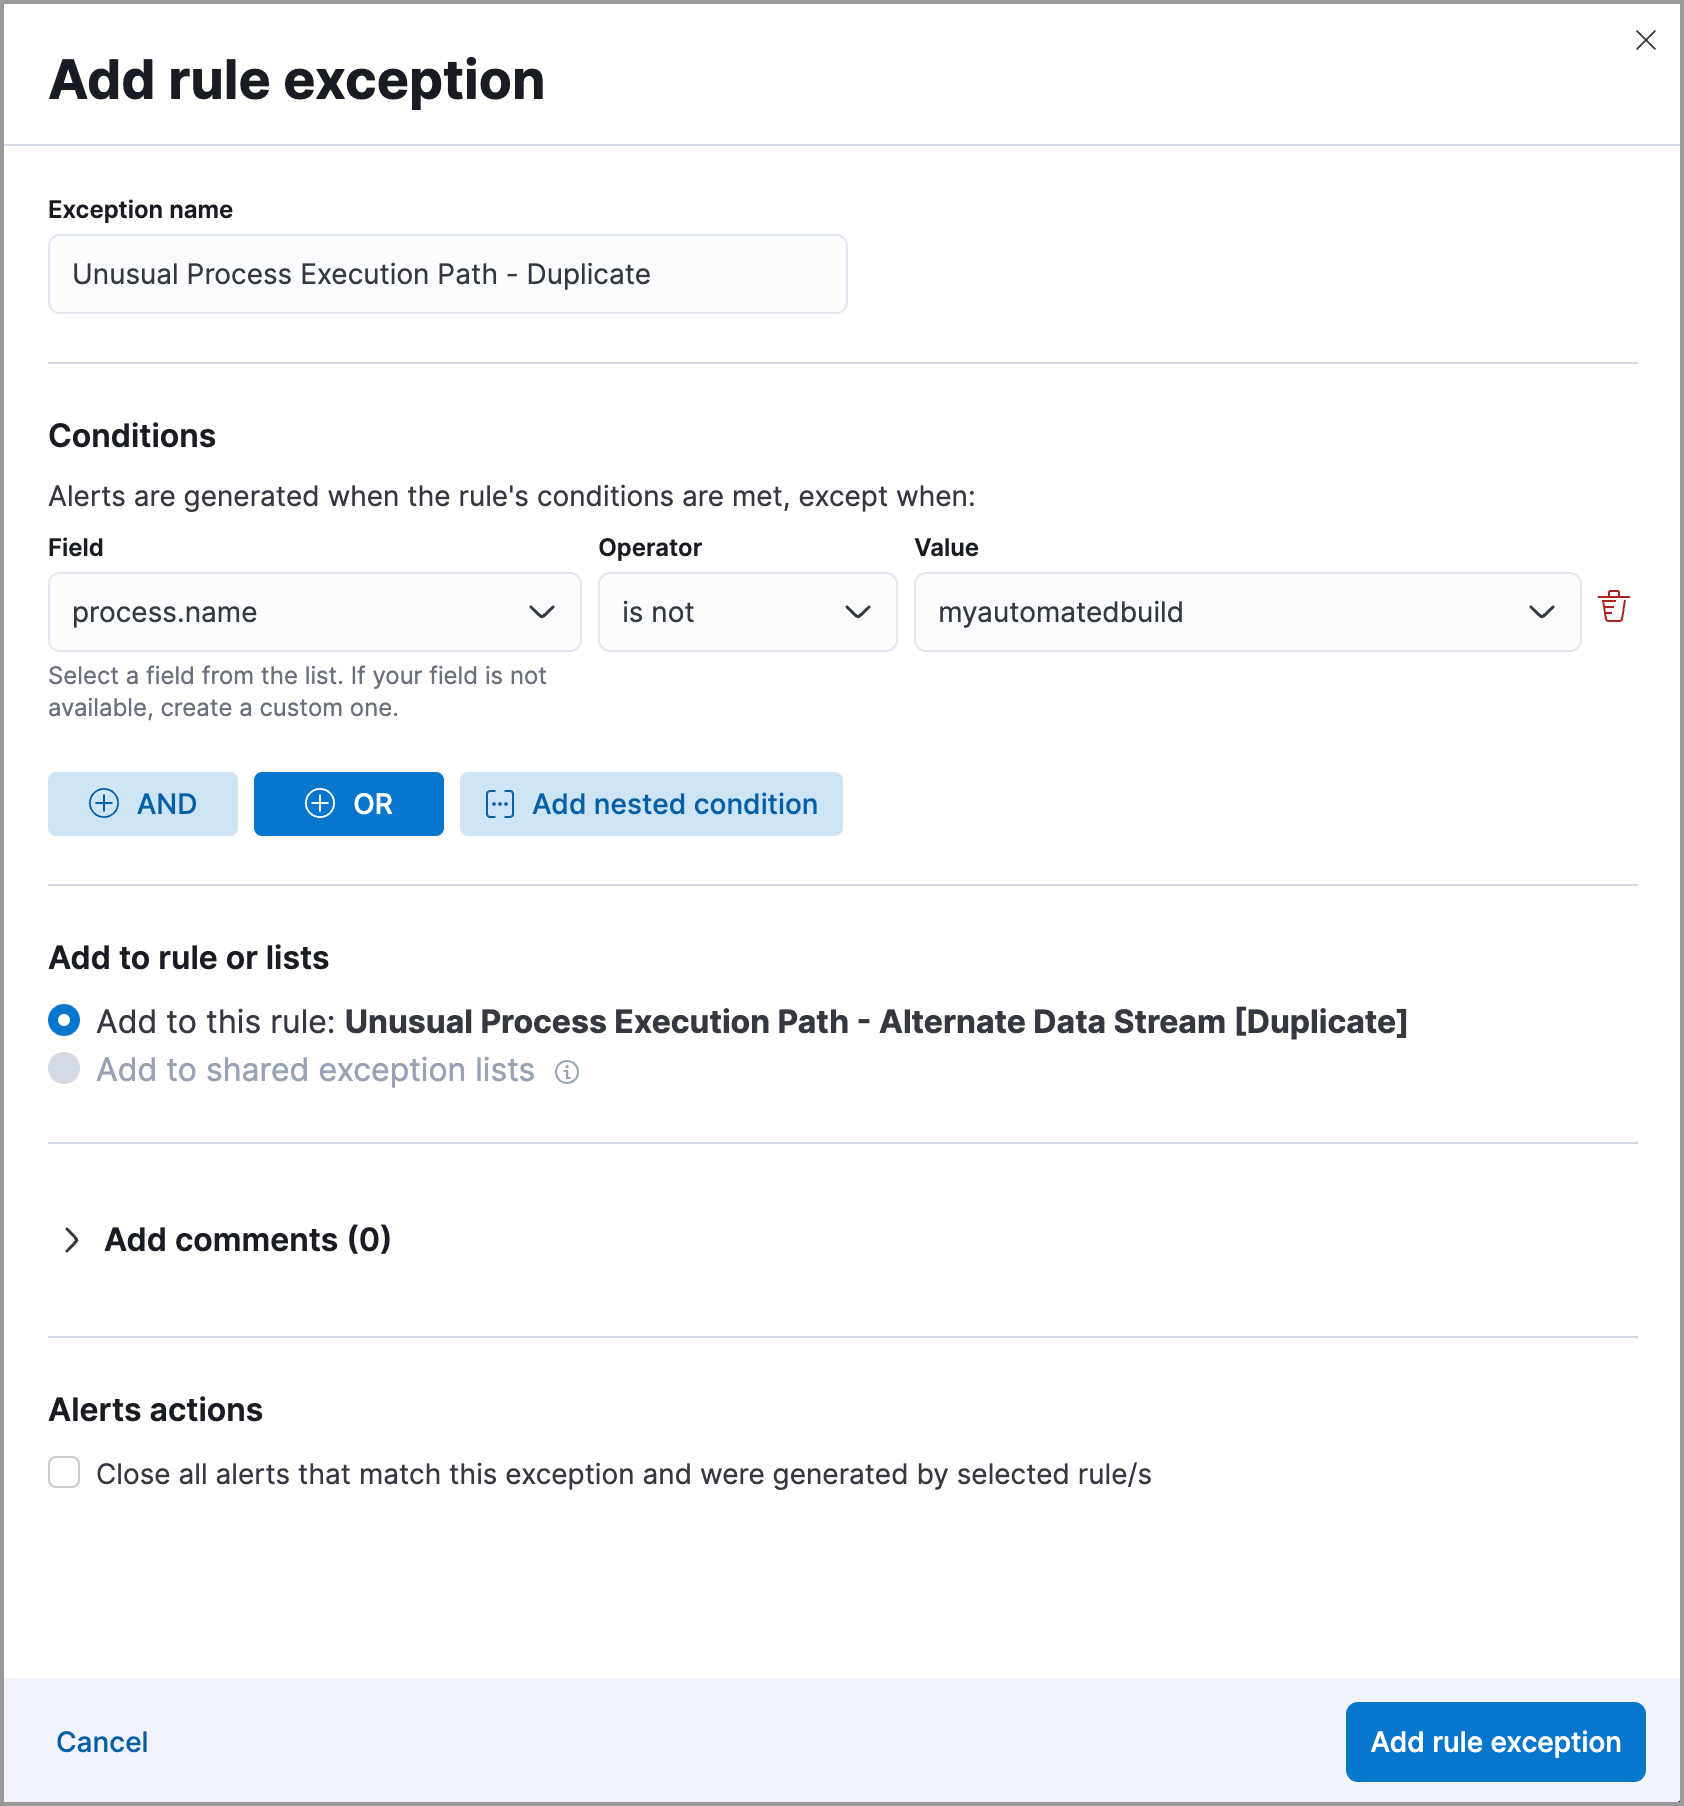 Add rule exception
Exception name
Unusual Process Execution Path - Duplicate
Conditions
Alerts are generated when the rule's conditions are met, except when:
Field Operator Value
process.name is not myautomatedbuild
Select a field from the list. If your field is not
available, create a custom one.
AND OR Add nested condition
Add to rule or lists
Add to this rule: Unusual Process Execution Path - Alternate Data Stream [Duplicate]
Add to shared exception lists
Add comments (0)
Alerts actions
Close all alerts that match this exception and were generated by selected rule/s
Cancel Add rule exception